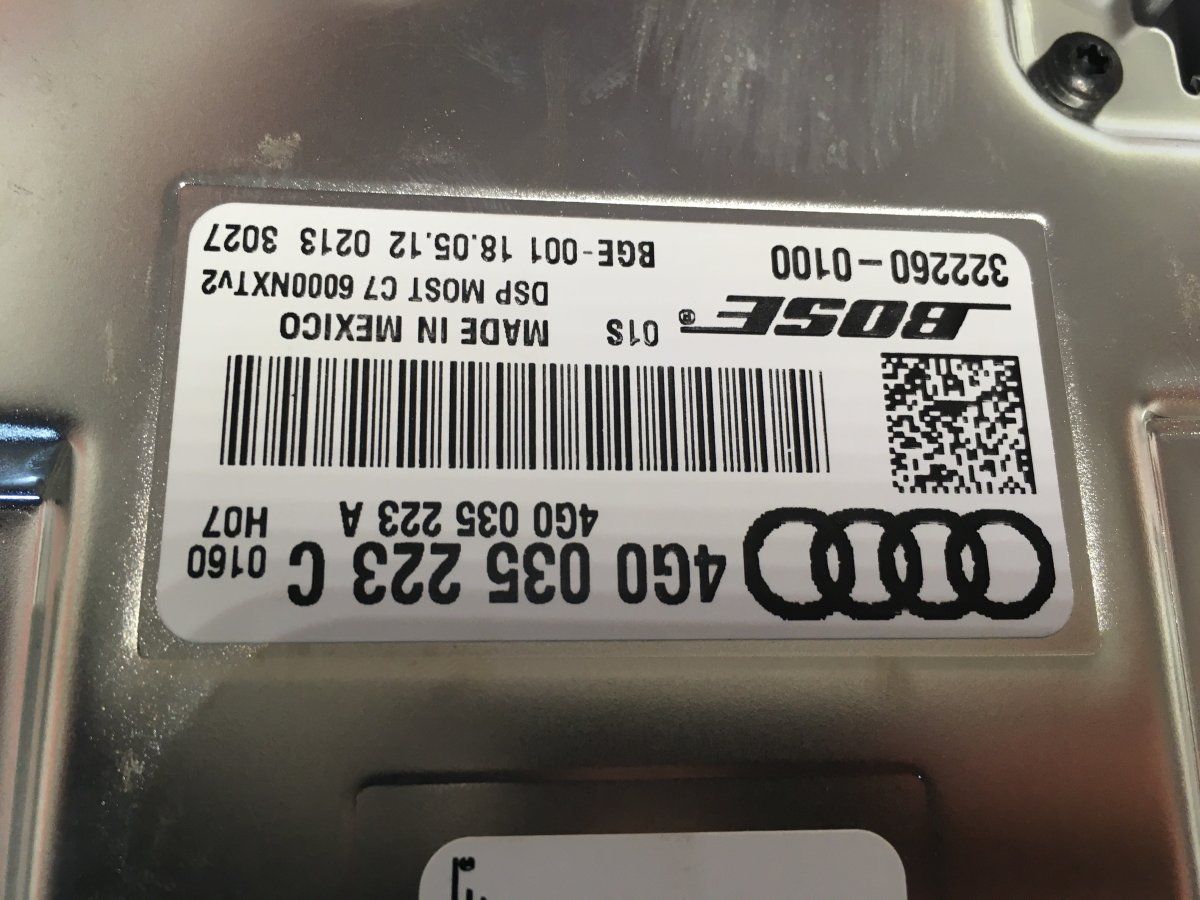 4G0 035 223 C 0160
4G0 035 223 A H07
01S MADE IN MEXICO
BOSE® DSP MOST C7 6000NXTv2
322260-0100 BGE-001 18.05.12 0213 3027